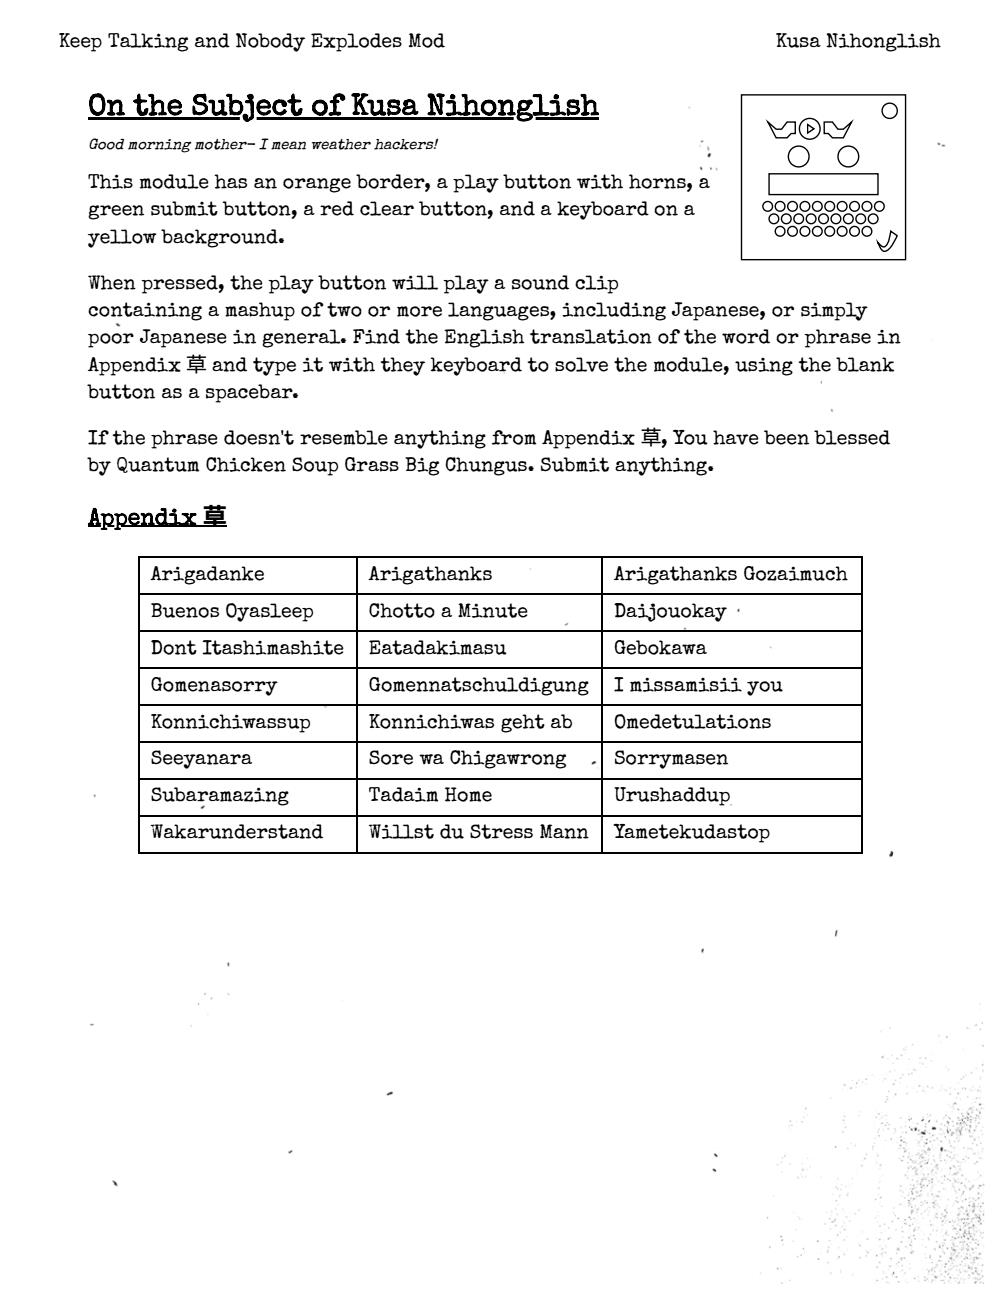 Keep Talking and Nobody Explodes Mod
Kusa Nihonglish
On the Subject of Kusa Nihonglish
Good morning mother– I mean weather hackers!
This module has an orange border, a play button with horns, a
green submit button, a red clear button, and a keyboard on a
yellow background.
When pressed, the play button will play a sound clip
containing a mashup of two or more languages, including Japanese, or simply
poor Japanese in general. Find the English translation of the word or phrase in
Appendix 草 and type it with they keyboard to solve the module, using the blank
button as a spacebar.
If the phrase doesn't resemble anything from Appendix 草, You have been blessed
by Quantum Chicken Soup Grass Big Chungus. Submit anything.
Appendix 草
Arigadanke Arigathanks Arigathanks Gozaimuch
Buenos Oyasleep Chotto a Minute Daijouokay
Dont Itashimashite Eatadakimasu Gebokawa
Gomenasorry Gomennatschuldigung I missamisii you
Konnichiwassup Konnichiwas geht ab Omedetulations
Seeyanara Sore wa Chigawrong Sorrymasen
Subaramazing Tadaim Home Urushaddup
Wakarunderstand Willst du Stress Mann Yametekudastop